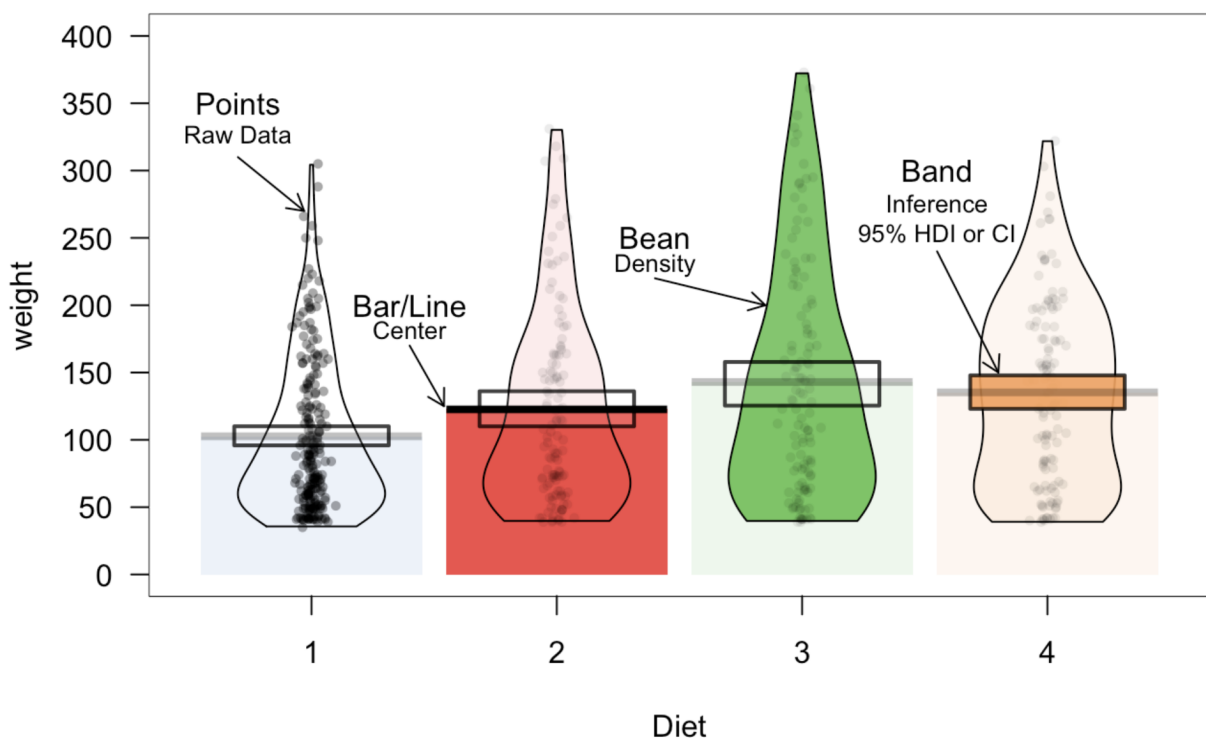 400
350
300
250
200
150
100
50
0
weight
Points
Raw Data
Bar/Line
Center
Bean
Density
Band
Inference
95% HDI or CI
1
2
3
4
Diet